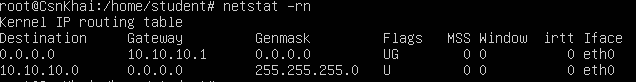 root@CsnKhai:/home/student# netstat -rn
Kernel IP routing table
Destination     Gateway         Genmask         Flags   MSS Window  irtt Iface
0.0.0.0         10.10.10.1      0.0.0.0         UG        0 0          0 eth0
10.10.10.0      0.0.0.0         255.255.255.0   U         0 0          0 eth0